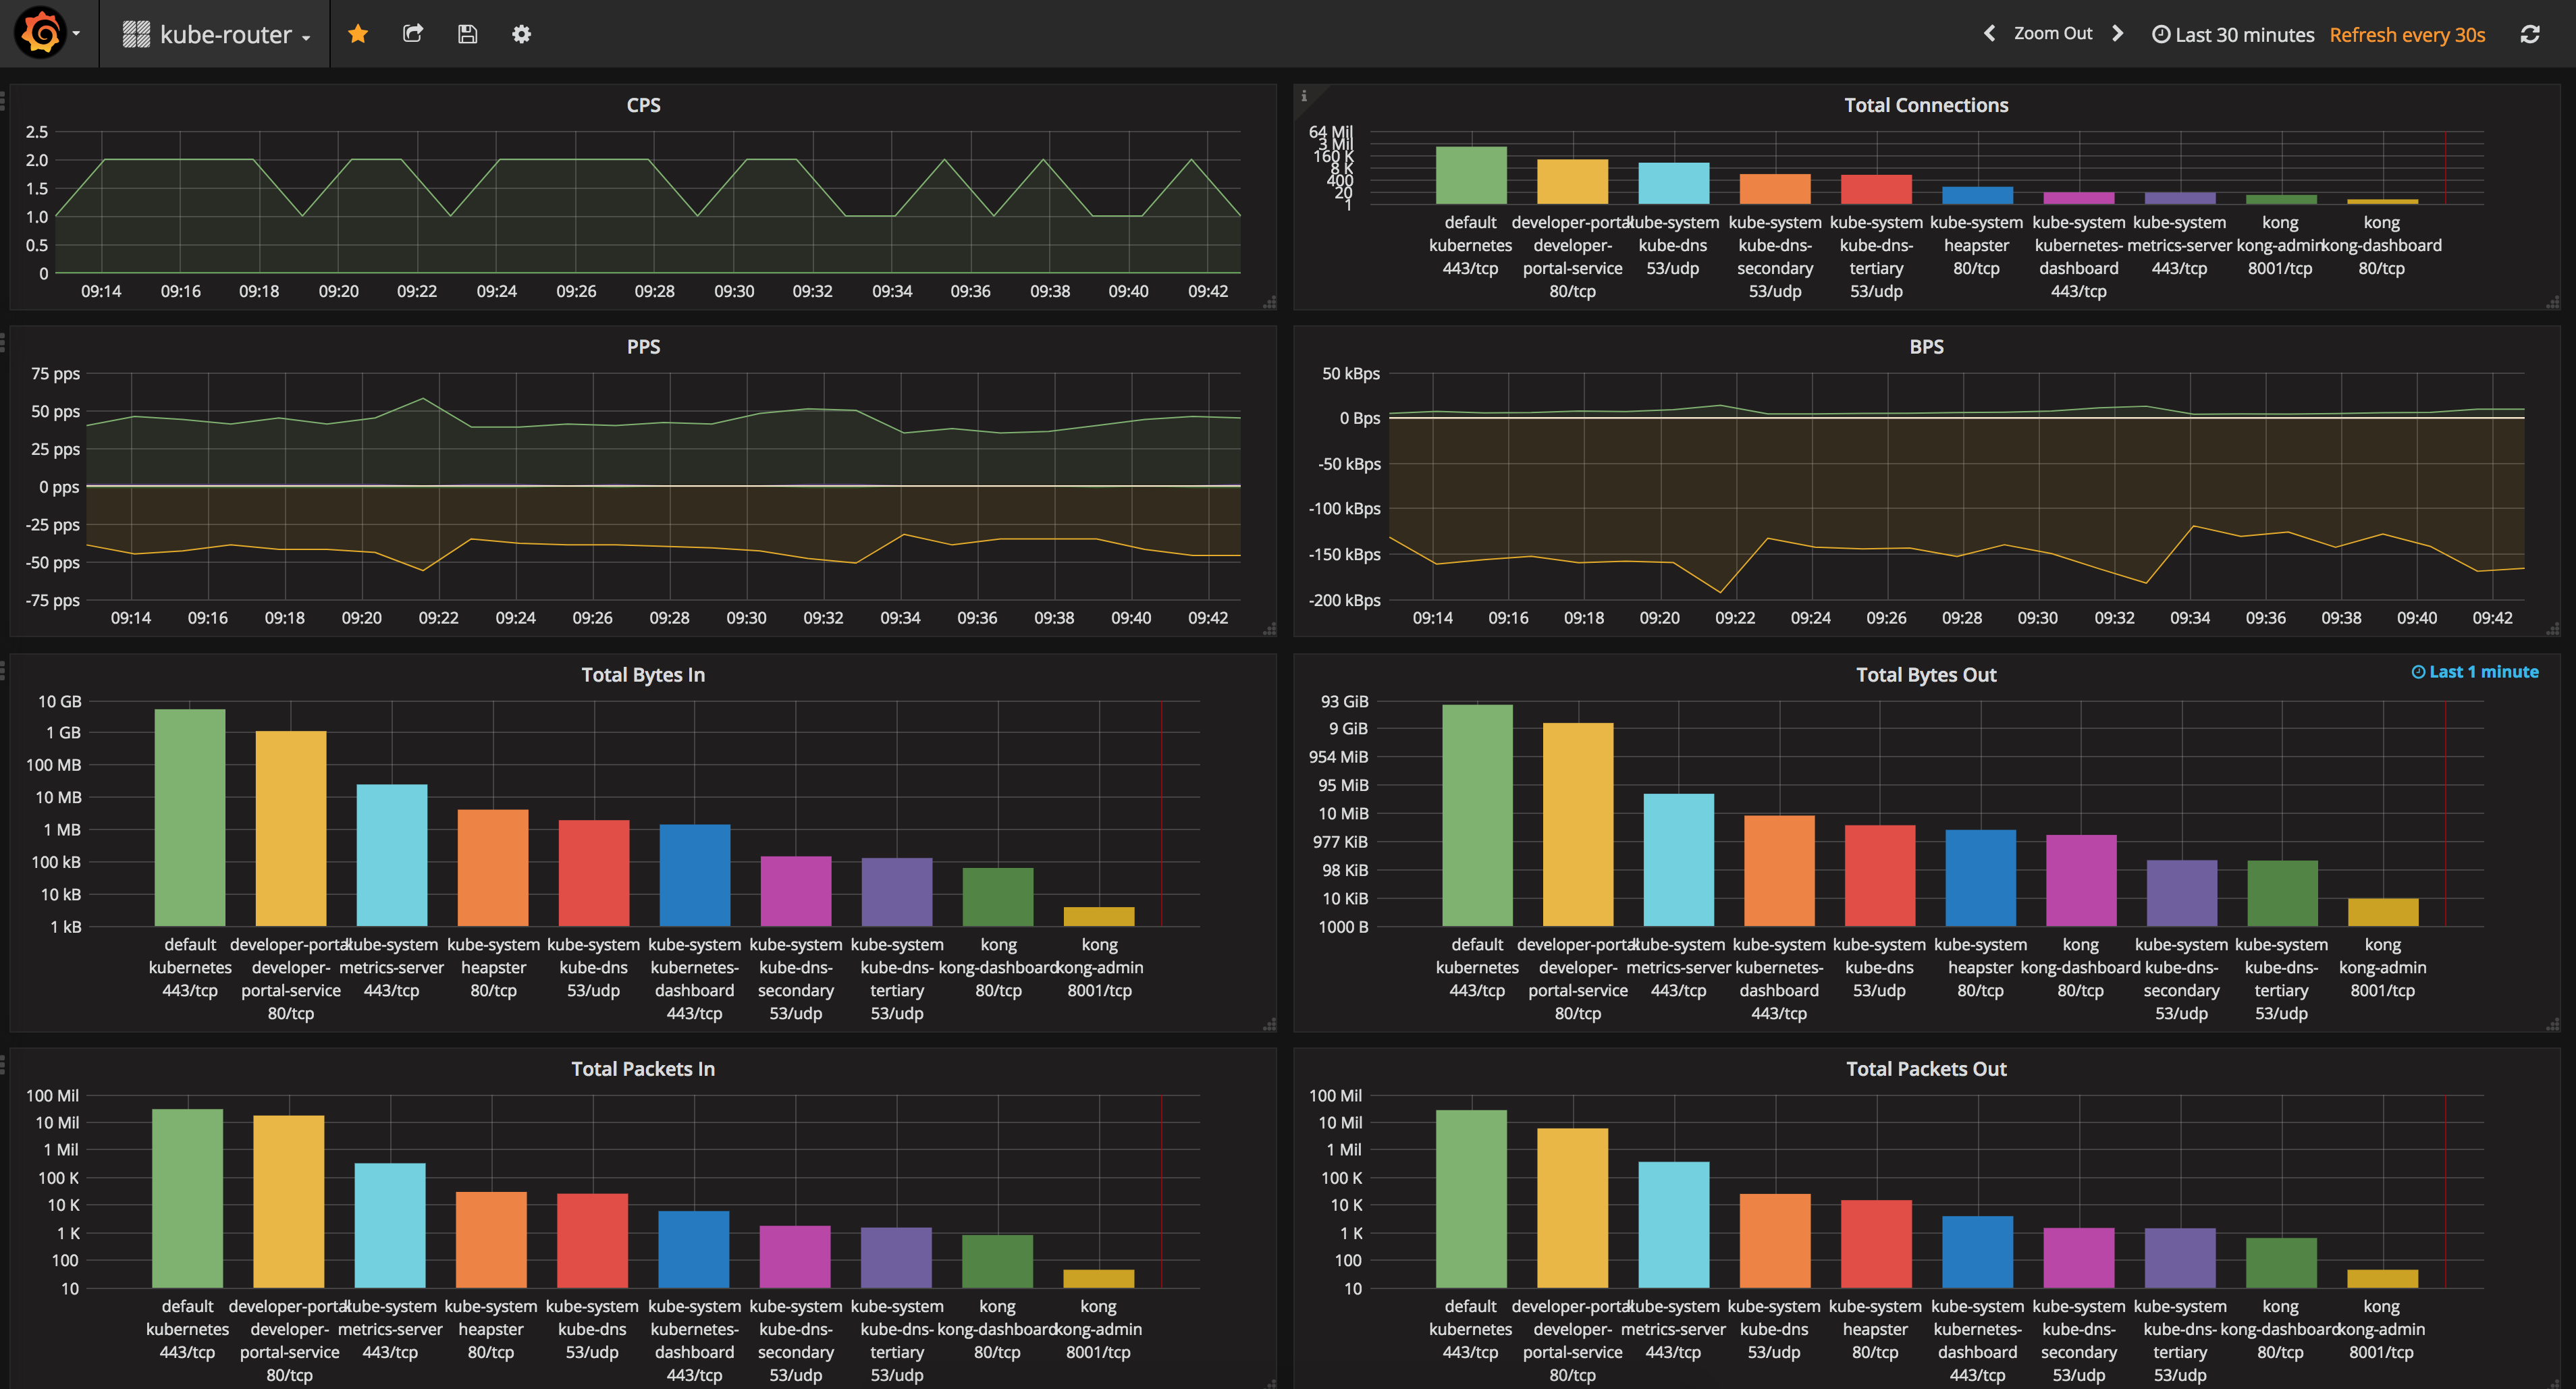 kube-router
Zoom Out
Last 30 minutes
Refresh every 30s
CPS
2.5
2.0
1.5
1.0
0.5
0
09:14 09:16 09:18 09:20 09:22 09:24 09:26 09:28 09:30 09:32 09:34 09:36 09:38 09:40 09:42
i
Total Connections
64 Mil
3 Mil
160 K
8 K
400
20
1
default developer-portal kube-system kube-system kube-system kube-system kube-system kube-system kong kong
kubernetes developer- kube-dns kube-dns- kube-dns- heapster kubernetes- metrics-server kong-admin kong-dashboard
443/tcp portal-service 53/udp secondary tertiary 80/tcp dashboard 443/tcp 8001/tcp 80/tcp
80/tcp 53/udp 53/udp 443/tcp
PPS
75 pps
50 pps
25 pps
0 pps
-25 pps
-50 pps
-75 pps
09:14 09:16 09:18 09:20 09:22 09:24 09:26 09:28 09:30 09:32 09:34 09:36 09:38 09:40 09:42
BPS
50 kBps
0 Bps
-50 kBps
-100 kBps
-150 kBps
-200 kBps
09:14 09:16 09:18 09:20 09:22 09:24 09:26 09:28 09:30 09:32 09:34 09:36 09:38 09:40 09:42
Total Bytes In
10 GB
1 GB
100 MB
10 MB
1 MB
100 kB
10 kB
1 kB
default developer-portal kube-system kube-system kube-system kube-system kube-system kube-system kong kong
kubernetes developer- metrics-server heapster kube-dns kubernetes- kube-dns- kube-dns- kong-dashboard kong-admin
443/tcp portal-service 443/tcp 80/tcp 53/udp dashboard secondary tertiary 80/tcp 8001/tcp
80/tcp 443/tcp 53/udp 53/udp
Total Bytes Out
Last 1 minute
93 GiB
9 GiB
954 MiB
95 MiB
10 MiB
977 KiB
98 KiB
10 KiB
1000 B
default developer-portal kube-system kube-system kube-system kube-system kong kube-system kube-system kong
kubernetes developer- metrics-server kubernetes- kube-dns heapster kong-dashboard kube-dns- kube-dns- kong-admin
443/tcp portal-service 443/tcp dashboard 53/udp 80/tcp 80/tcp secondary tertiary 8001/tcp
80/tcp 443/tcp 53/udp 53/udp
Total Packets In
100 Mil
10 Mil
1 Mil
100 K
10 K
1 K
100
10
default developer-portal kube-system kube-system kube-system kube-system kube-system kube-system kong kong
kubernetes developer- metrics-server heapster kube-dns kubernetes- kube-dns- kube-dns- kong-dashboard kong-admin
443/tcp portal-service 443/tcp 80/tcp 53/udp dashboard secondary tertiary 80/tcp 8001/tcp
80/tcp 443/tcp 53/udp 53/udp
Total Packets Out
100 Mil
10 Mil
1 Mil
100 K
10 K
1 K
100
10
default developer-portal kube-system kube-system kube-system kube-system kube-system kube-system kong kong
kubernetes developer- metrics-server kube-dns heapster kubernetes- kube-dns- kube-dns- kong-dashboard kong-admin
443/tcp portal-service 443/tcp 53/udp 80/tcp dashboard secondary tertiary 80/tcp 8001/tcp
80/tcp 443/tcp 53/udp 53/udp